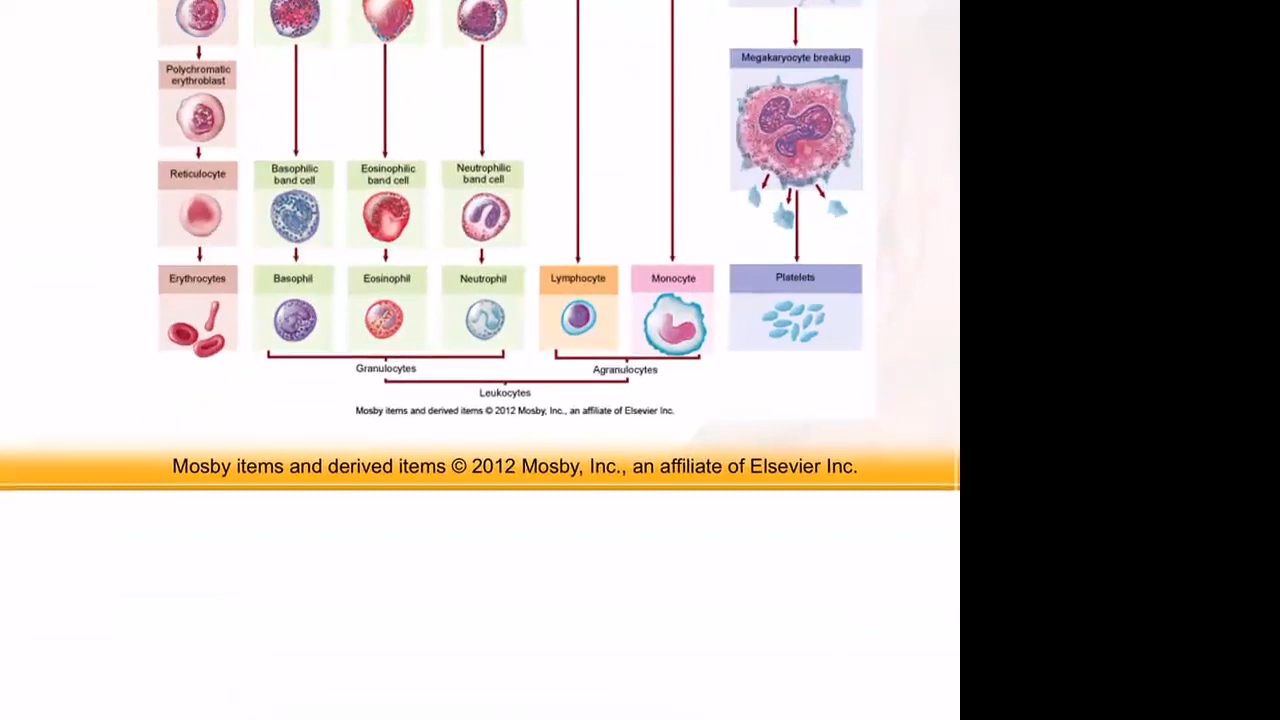 Megakaryocyte breakup
Polychromatic
erythroblast
Reticulocyte
Basophilic
band cell
Eosinophilic
band cell
Neutrophilic
band cell
Erythrocytes
Basophil
Eosinophil
Neutrophil
Lymphocyte
Monocyte
Platelets
Granulocytes
Agranulocytes
Leukocytes
Mosby items and derived items © 2012 Mosby, Inc., an affiliate of Elsevier Inc.
Mosby items and derived items © 2012 Mosby, Inc., an affiliate of Elsevier Inc.